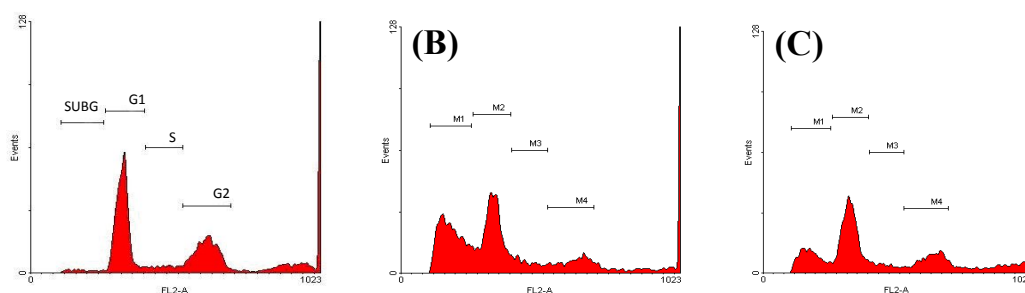 128
SUBG
G1
S
G2
Events
0
0
FL2-A
1023
(B)
128
M1
M2
M3
M4
Events
0
0
FL2-A
1023
(C)
128
M1
M2
M3
M4
Events
0
0
FL2-A